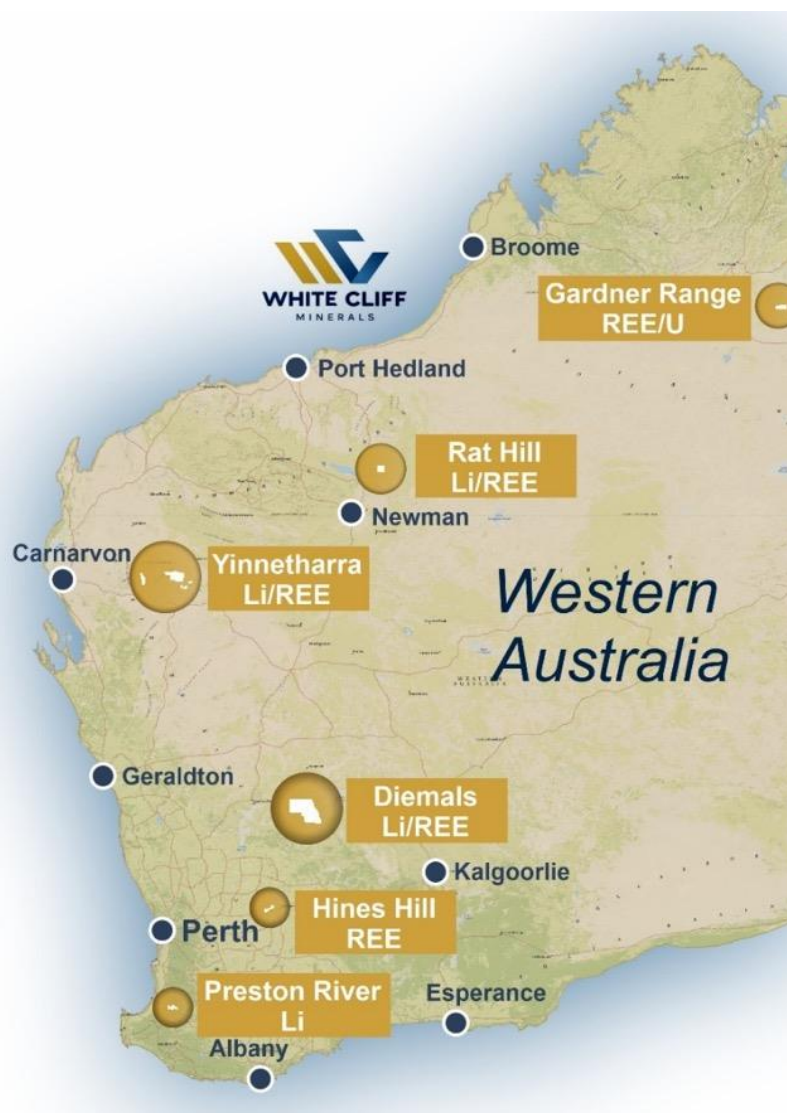 Broome
WHITE CLIFF
MINERALS
Gardner Range
REE/U
Port Hedland
Rat Hill
Li/REE
Newman
Carnarvon
Yinnetharra
Li/REE
Western
Australia
Geraldton
Diemals
Li/REE
Kalgoorlie
Hines Hill
REE
Perth
Preston River
Li
Esperance
Albany